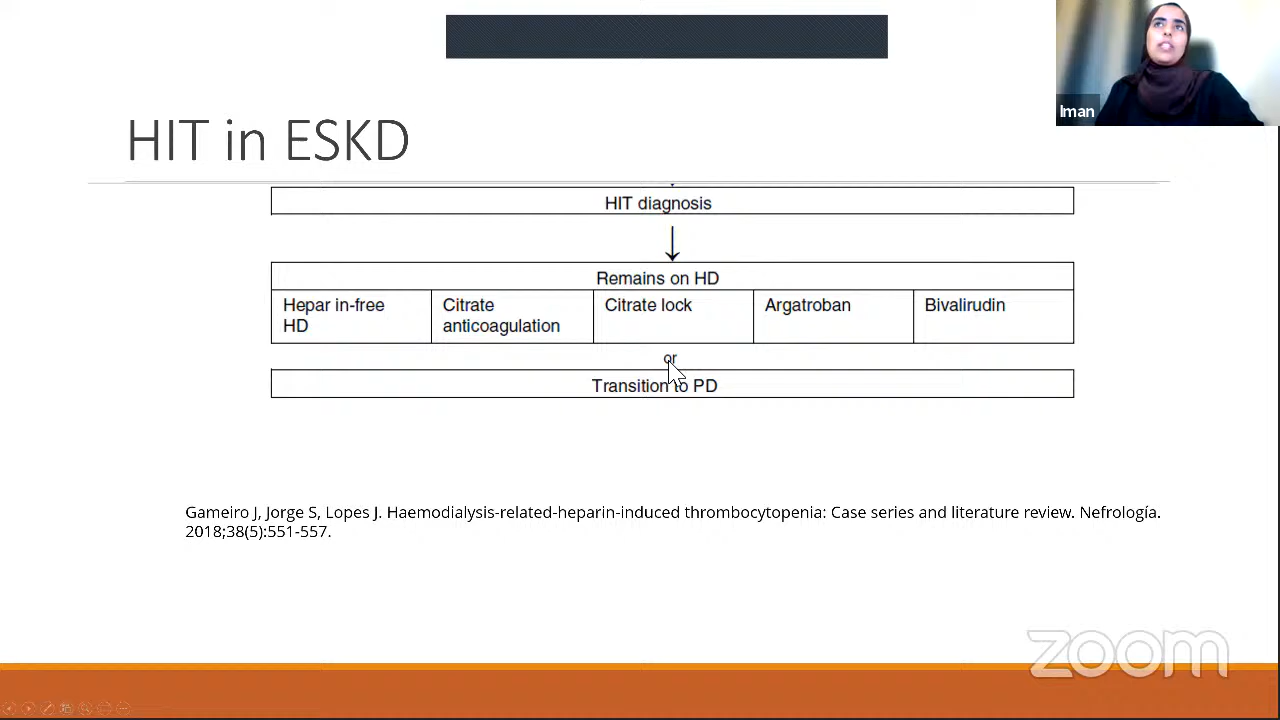 Iman
HIT in ESKD
HIT diagnosis
Remains on HD
Hepar in-free
HD
Citrate
anticoagulation
Citrate lock
Argatroban
Bivalirudin
or
Transition to PD
Gameiro J, Jorge S, Lopes J. Haemodialysis-related-heparin-induced thrombocytopenia: Case series and literature review. Nefrología.
2018;38(5):551-557.
zoom